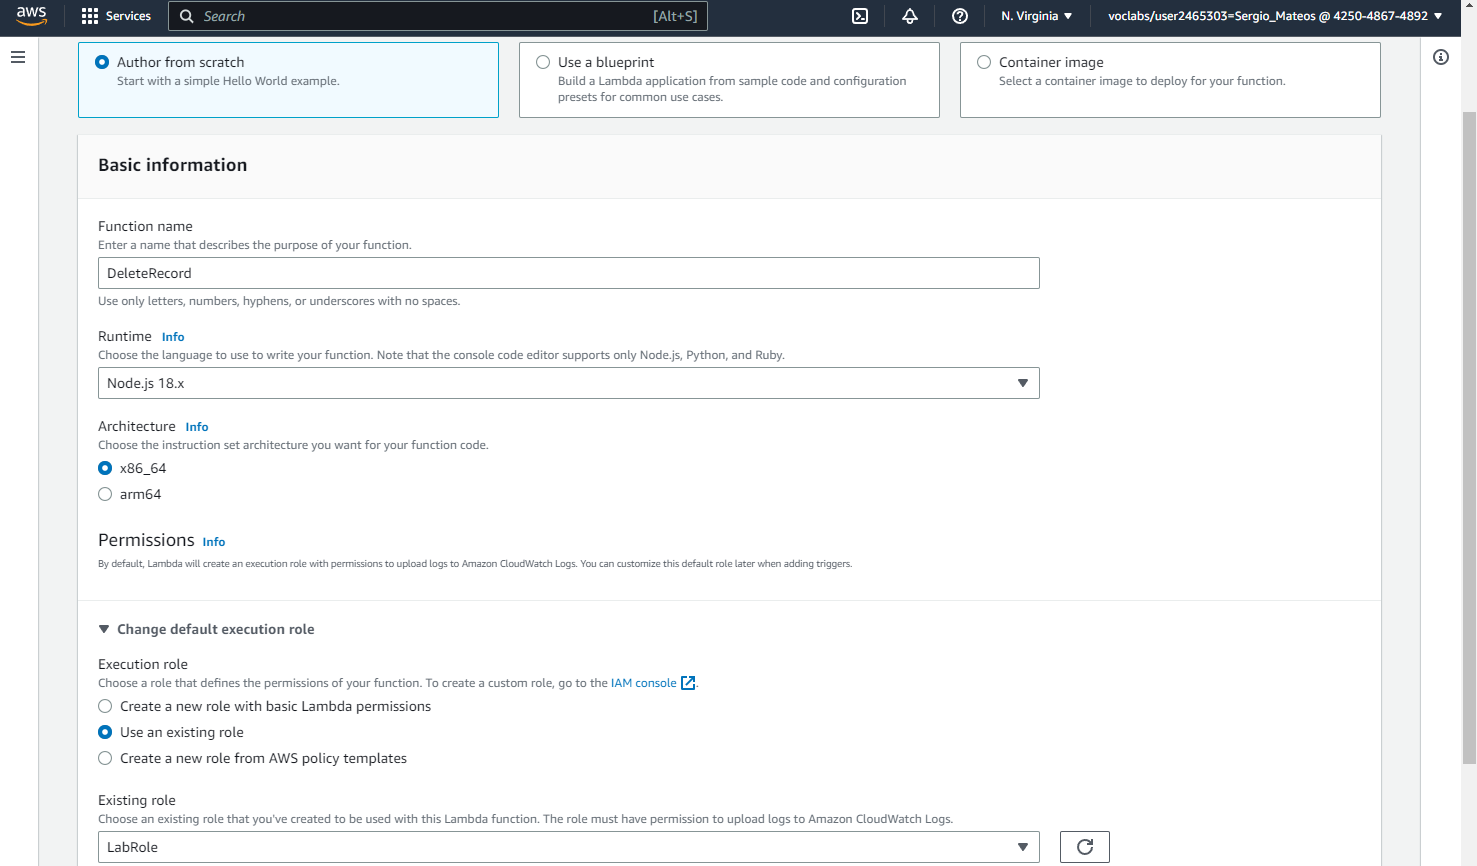 aws
Services
Search
[Alt+S]
N. Virginia
voclabs/user2465303=Sergio_Mateos @ 4250-4867-4892
Author from scratch
Start with a simple Hello World example.
Use a blueprint
Build a Lambda application from sample code and configuration
presets for common use cases.
Container image
Select a container image to deploy for your function.
Basic information
Function name
Enter a name that describes the purpose of your function.
DeleteRecord
Use only letters, numbers, hyphens, or underscores with no spaces.
Runtime Info
Choose the language to use to write your function. Note that the console code editor supports only Node.js, Python, and Ruby.
Node.js 18.x
Architecture Info
Choose the instruction set architecture you want for your function code.
x86_64
arm64
Permissions Info
By default, Lambda will create an execution role with permissions to upload logs to Amazon CloudWatch Logs. You can customize this default role later when adding triggers.
Change default execution role
Execution role
Choose a role that defines the permissions of your function. To create a custom role, go to the IAM console.
Create a new role with basic Lambda permissions
Use an existing role
Create a new role from AWS policy templates
Existing role
Choose an existing role that you've created to be used with this Lambda function. The role must have permission to upload logs to Amazon CloudWatch Logs.
LabRole